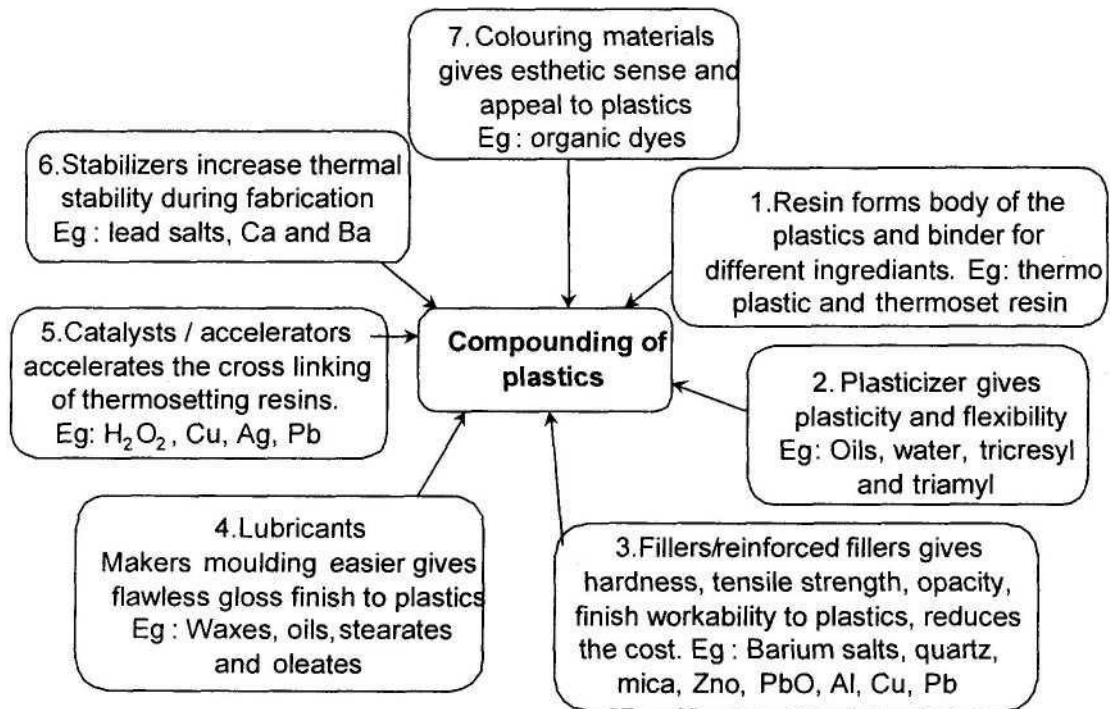 7. Colouring materials
gives esthetic sense and
appeal to plastics
Eg : organic dyes
6.Stabilizers increase thermal
stability during fabrication
Eg : lead salts, Ca and Ba
1.Resin forms body of the
plastics and binder for
different ingrediants. Eg: thermo
plastic and thermoset resin
5.Catalysts / accelerators
accelerates the cross linking
of thermosetting resins.
Eg: H₂O₂ , Cu, Ag, Pb
Compounding of
plastics
2. Plasticizer gives
plasticity and flexibility
Eg: Oils, water, tricresyl
and triamyl
4.Lubricants
Makers moulding easier gives
flawless gloss finish to plastics
Eg : Waxes, oils, stearates
and oleates
3.Fillers/reinforced fillers gives
hardness, tensile strength, opacity,
finish workability to plastics, reduces
the cost. Eg : Barium salts, quartz,
mica, Zno, PbO, Al, Cu, Pb